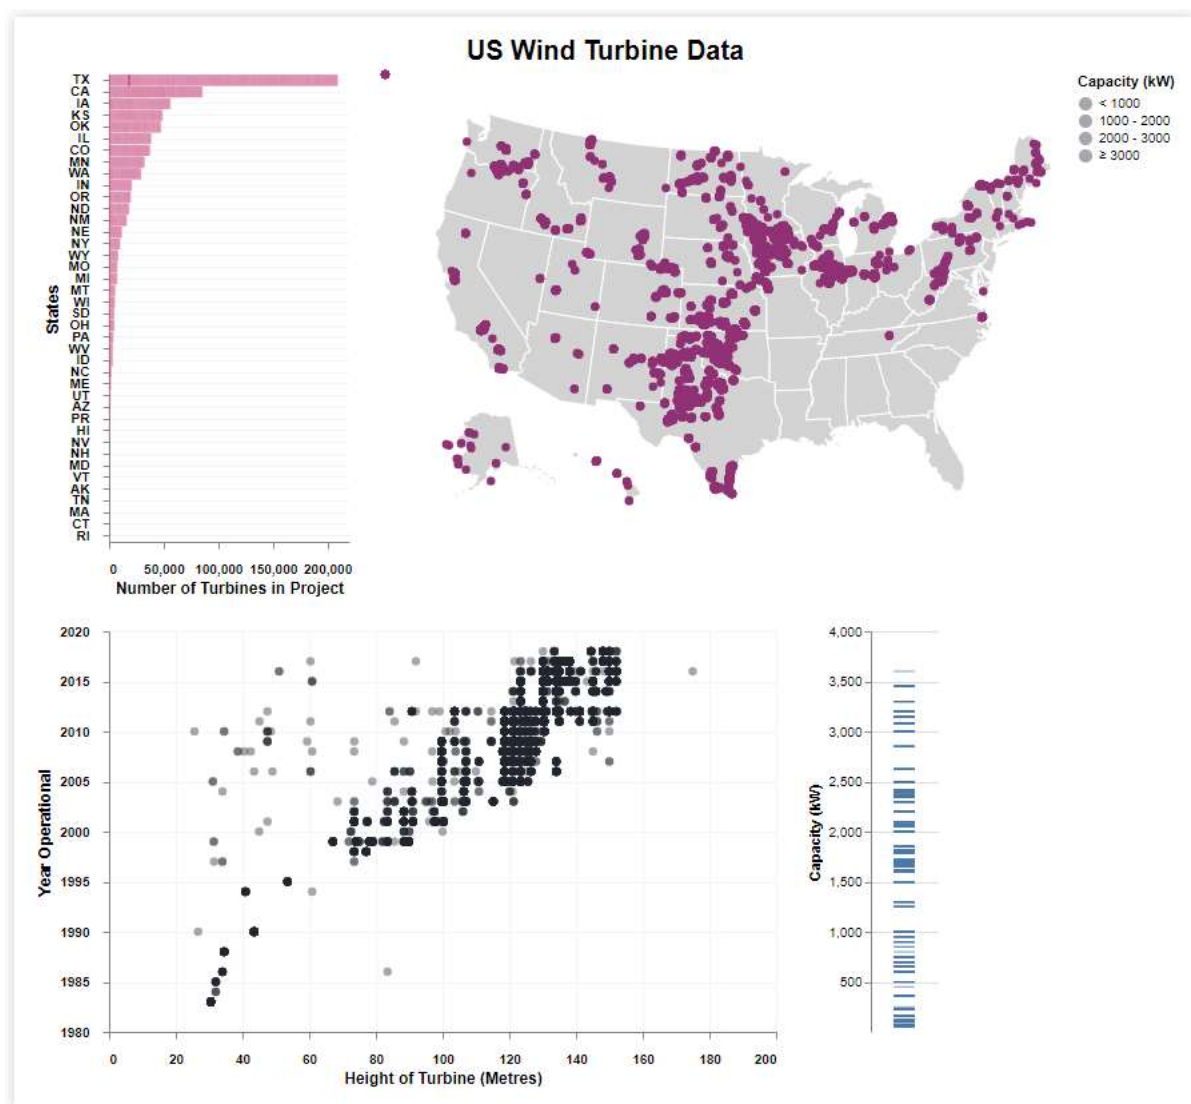 US Wind Turbine Data
TX
CA
IA
KS
OK
IL
CO
MN
WA
IN
OR
ND
NM
NE
NY
WY
MO
MI
MT
WI
SD
OH
PA
WV
ID
NC
ME
UT
AZ
PR
HI
NV
NH
MD
VT
AK
TN
MA
CT
RI
States
0 50,000 100,000 150,000 200,000
Number of Turbines in Project
Capacity (kW)
< 1000
1000 - 2000
2000 - 3000
≥ 3000
2020
2015
2010
2005
2000
1995
1990
1985
1980
Year Operational
0 20 40 60 80 100 120 140 160 180 200
Height of Turbine (Metres)
4,000
3,500
3,000
2,500
2,000
1,500
1,000
500
Capacity (kW)